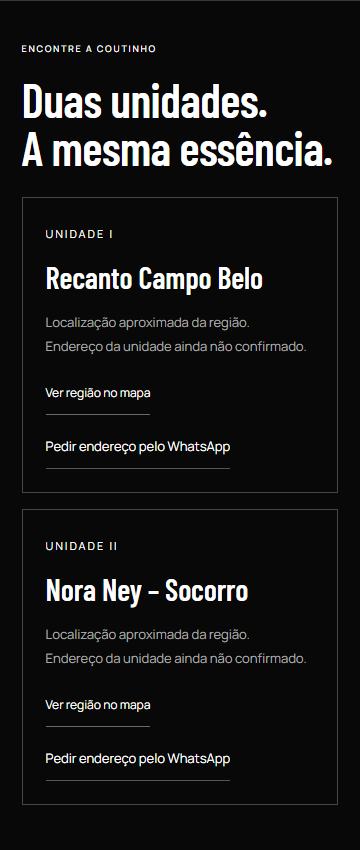 ENCONTRE A COUTINHO
Duas unidades.
A mesma essência.
UNIDADE I
Recanto Campo Belo
Localização aproximada da região.
Endereço da unidade ainda não confirmado.
Ver região no mapa
Pedir endereço pelo WhatsApp
UNIDADE II
Nora Ney – Socorro
Localização aproximada da região.
Endereço da unidade ainda não confirmado.
Ver região no mapa
Pedir endereço pelo WhatsApp